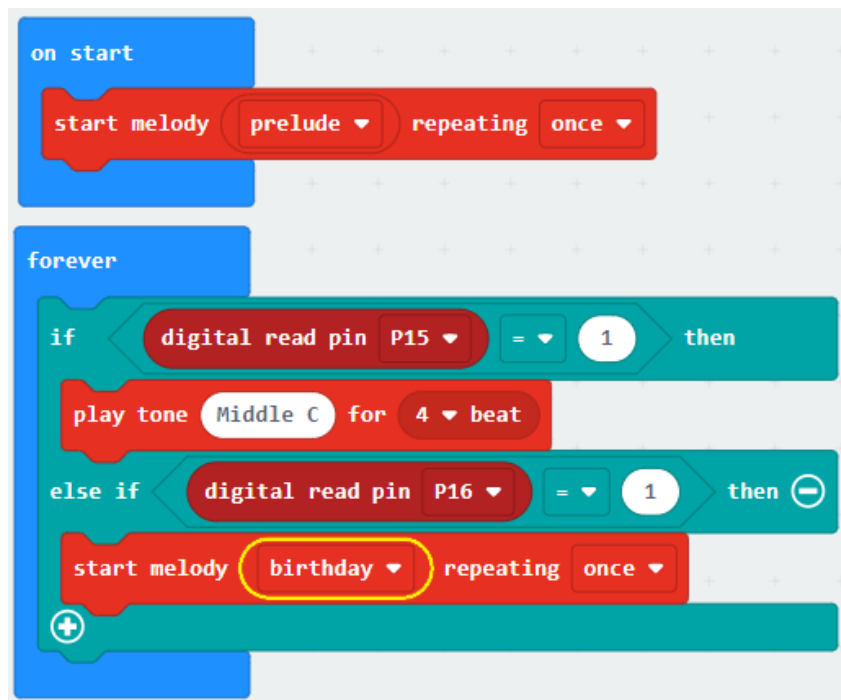 on start
start melody prelude repeating once
forever
if digital read pin P15 = 1 then
play tone Middle C for 4 beat
else if digital read pin P16 = 1 then
start melody birthday repeating once